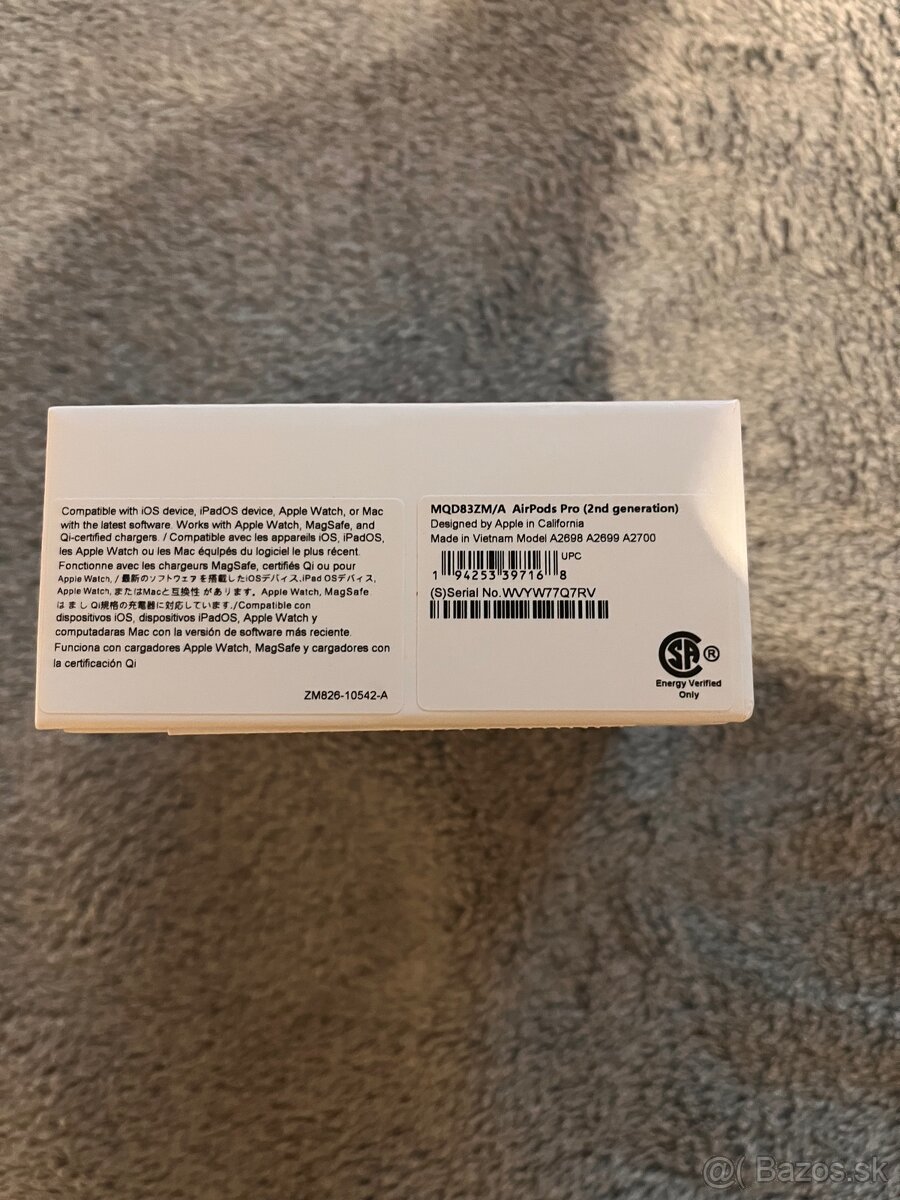 Compatible with iOS device, iPadOS device, Apple Watch, or Mac
with the latest software. Works with Apple Watch, MagSafe, and
Qi-certified chargers. / Compatible avec les appareils iOS, iPadOS,
les Apple Watch ou les Mac équipés du logiciel le plus récent.
Fonctionne avec les chargeurs MagSafe, certifiés Qi ou pour
Apple Watch. / 最新のソフトウェアを搭載したiOSデバイス,iPad OSデバイス,
Apple Watch, またはMacと互換性 があります。Apple Watch, MagSafe
は まし Qi規格の充電器に対応しています./Compatible con
dispositivos iOS, dispositivos iPadOS, Apple Watch y
computadoras Mac con la versión de software más reciente.
Funciona con cargadores Apple Watch, MagSafe y cargadores con
la certificación Qi
ZM826-10542-A
MQD83ZM/A AirPods Pro (2nd generation)
Designed by Apple in California
Made in Vietnam Model A2698 A2699 A2700
UPC
1 94253 39716 8
(S)Serial No.WVYW77Q7RV
SA ®
Energy Verified
Only
@( Bazos.sk